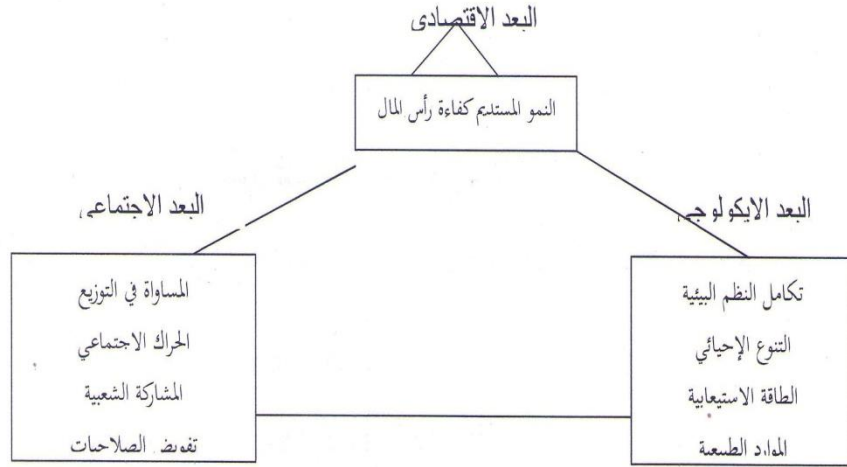 البعد الاقتصادى
النمو المستديم كفاءة رأس المال
البعد الايكولوجي
البعد الاجتماعي
تكامل النظم البيئية
التنوع الإحيائي
الطاقة الاستيعابية
الموارد الطبيعية
المساواة في التوزيع
الحراك الاجتماعي
المشاركة الشعبية
تفويض الصلاحيات